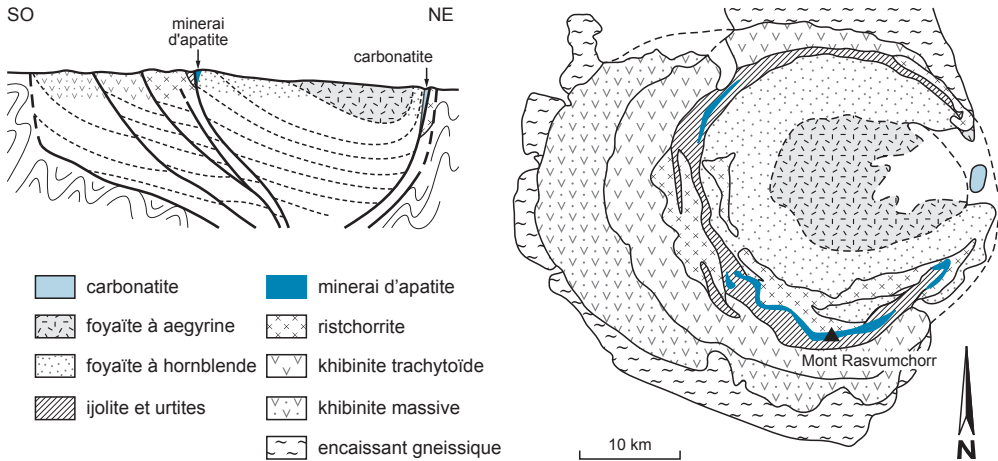 SO
NE
minerai
d'apatite
carbonatite
carbonatite
foyaïte à aegyrine
foyaïte à hornblende
ijolite et urtites
minerai d'apatite
ristchorrite
khibinite trachytoïde
khibinite massive
encaissant gneissique
Mont Rasvumchorr
10 km
N